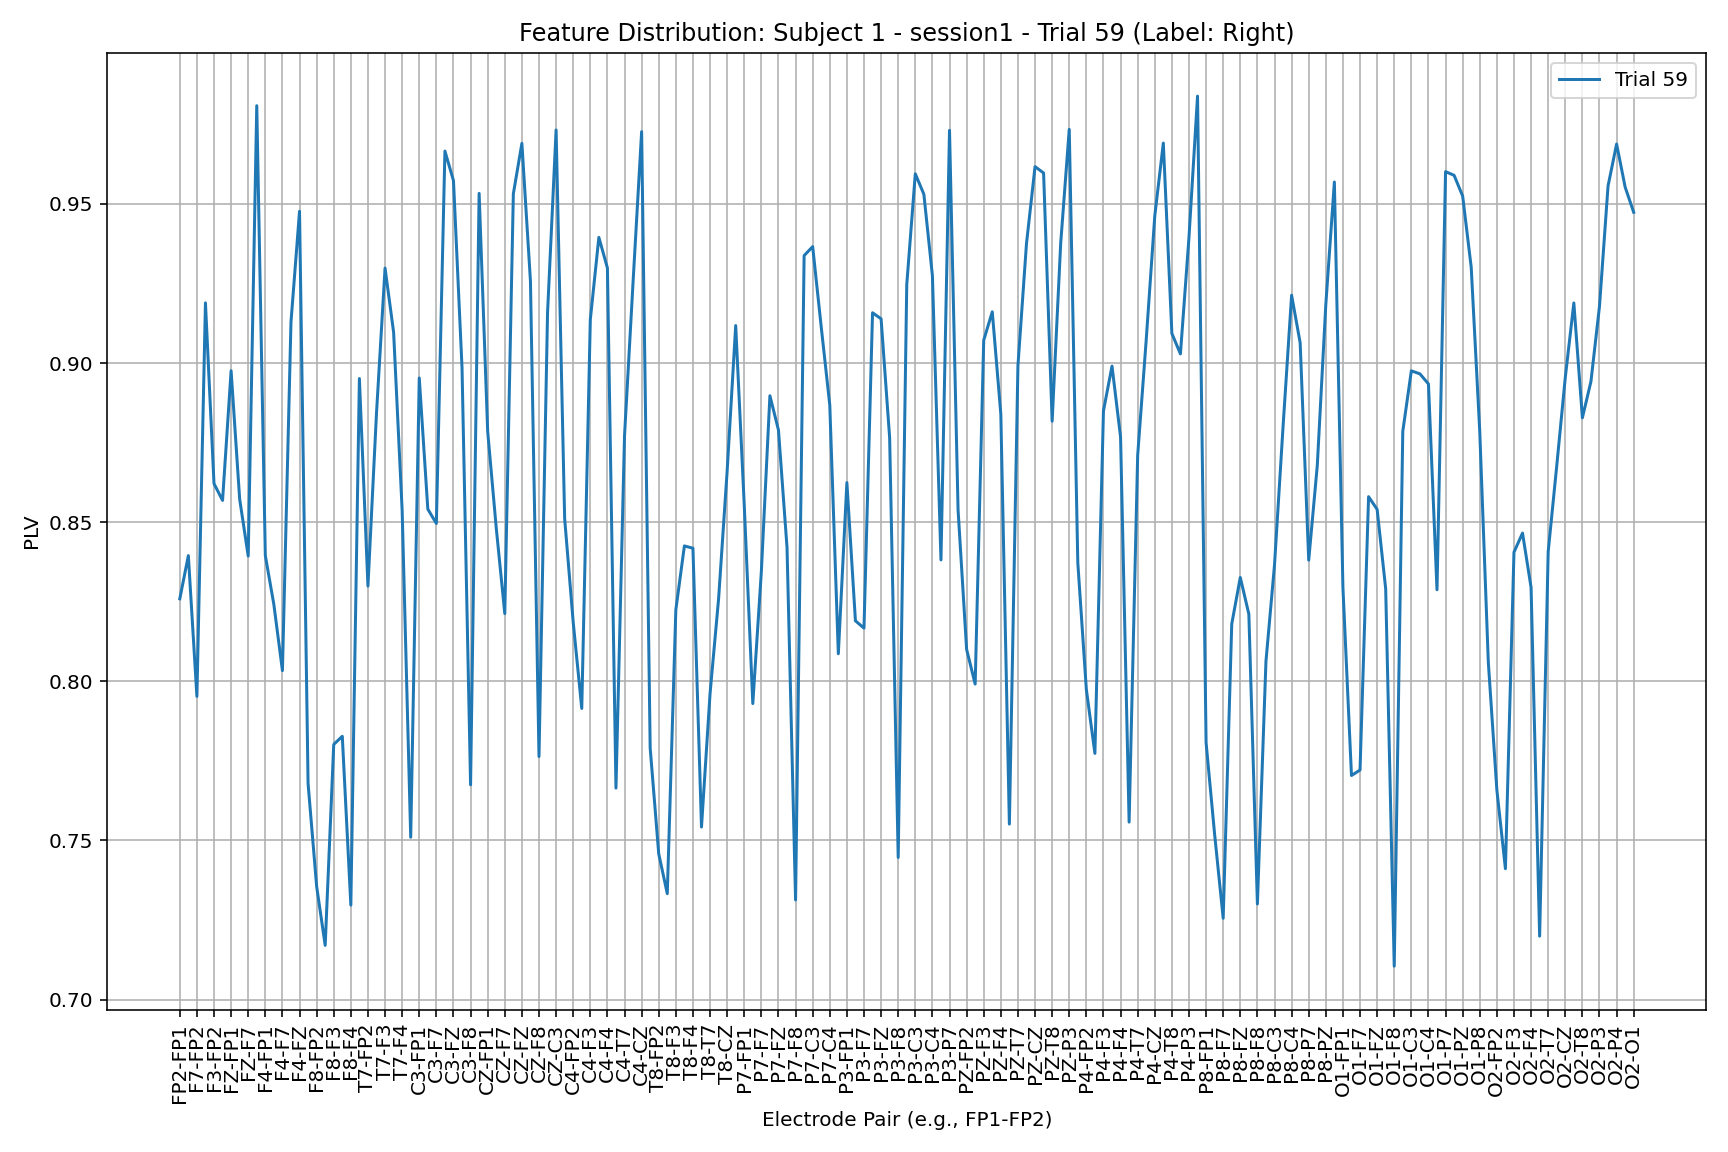 Feature Distribution: Subject 1 - session1 - Trial 59 (Label: Right)
Trial 59
PLV
0.95
0.90
0.85
0.80
0.75
0.70
FP2-FP1
F7-FP2
F3-FP2
FZ-FP1
FZ-F7
F4-FP1
F4-F7
F4-FZ
F8-FP2
F8-F3
F8-F4
T7-FP2
T7-F3
T7-F4
C3-FP1
C3-F7
C3-FZ
C3-F8
CZ-FP1
CZ-F7
CZ-FZ
CZ-F8
CZ-C3
C4-FP2
C4-F3
C4-F4
C4-T7
C4-CZ
T8-FP2
T8-F3
T8-F4
T8-T7
T8-CZ
P7-FP1
P7-F7
P7-FZ
P7-F8
P7-C3
P7-C4
P3-FP1
P3-F7
P3-FZ
P3-F8
P3-C3
P3-C4
P3-P7
PZ-FP2
PZ-F3
PZ-F4
PZ-T7
PZ-CZ
PZ-T8
PZ-P3
P4-FP2
P4-F3
P4-F4
P4-T7
P4-CZ
P4-T8
P4-P3
P8-FP1
P8-F7
P8-FZ
P8-F8
P8-C3
P8-C4
P8-P7
P8-PZ
O1-FP1
O1-F7
O1-FZ
O1-F8
O1-C3
O1-C4
O1-P7
O1-PZ
O1-P8
O2-FP2
O2-F3
O2-F4
O2-T7
O2-CZ
O2-T8
O2-P3
O2-P4
O2-O1
Electrode Pair (e.g., FP1-FP2)